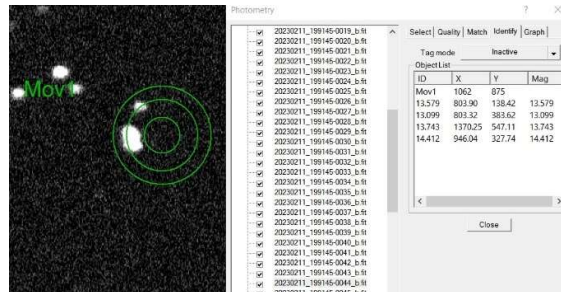 Photometry
?
X
Mov1
20230211_199145-0019_b.fit
20230211_199145-0020_b.fit
20230211_199145-0021_b.fit
20230211_199145-0022_b.fit
20230211_199145-0023_b.fit
20230211_199145-0024_b.fit
20230211_199145-0025_b.fit
20230211_199145-0026_b.fit
20230211_199145-0027_b.fit
20230211_199145-0028_b.fit
20230211_199145-0029_b.fit
20230211_199145-0030_b.fit
20230211_199145-0031_b.fit
20230211_199145-0032_b.fit
20230211_199145-0033_b.fit
20230211_199145-0034_b.fit
20230211_199145-0035_b.fit
20230211_199145-0036_b.fit
20230211_199145-0037_b.fit
20230211_199145-0038_b.fit
20230211_199145-0039_b.fit
20230211_199145-0040_b.fit
20230211_199145-0041_b.fit
20230211_199145-0042_b.fit
20230211_199145-0043_b.fit
20230211_199145-0044_b.fit
Select Quality Match Identify Graph
Tag mode Inactive
Object List
ID X Y Mag
Mov1 1062 875
13.579 803.90 138.42 13.579
13.099 803.32 383.62 13.099
13.743 1370.25 547.11 13.743
14.412 946.04 327.74 14.412
Close